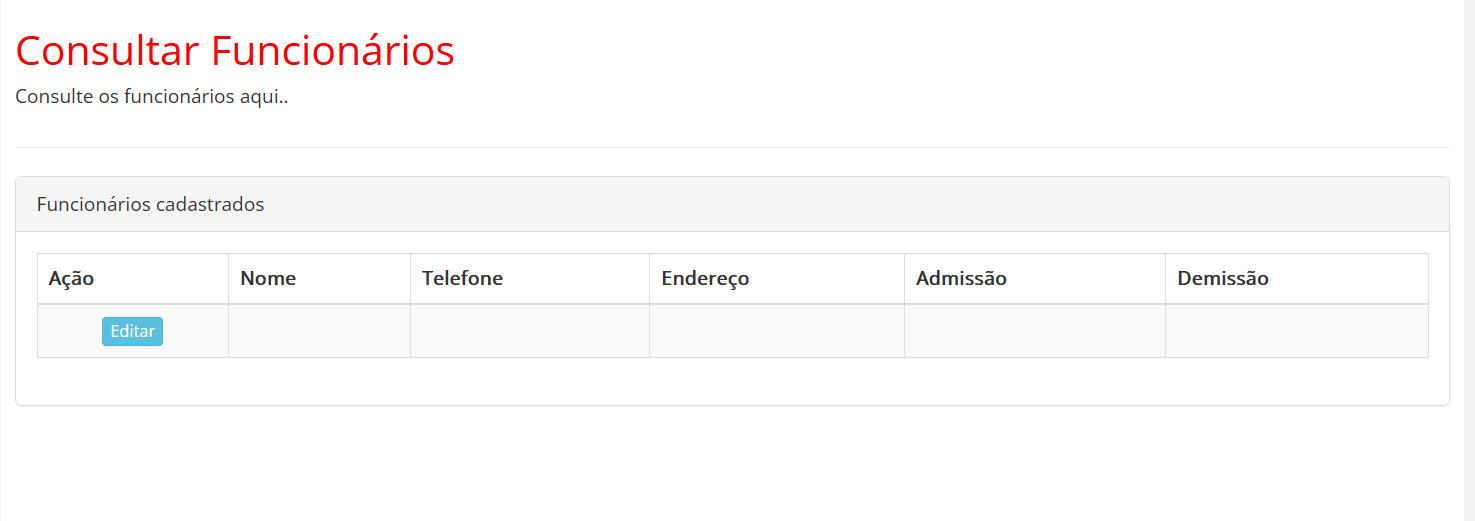 Consultar Funcionários
Consulte os funcionários aqui..
Funcionários cadastrados
Ação Nome Telefone Endereço Admissão Demissão
Editar